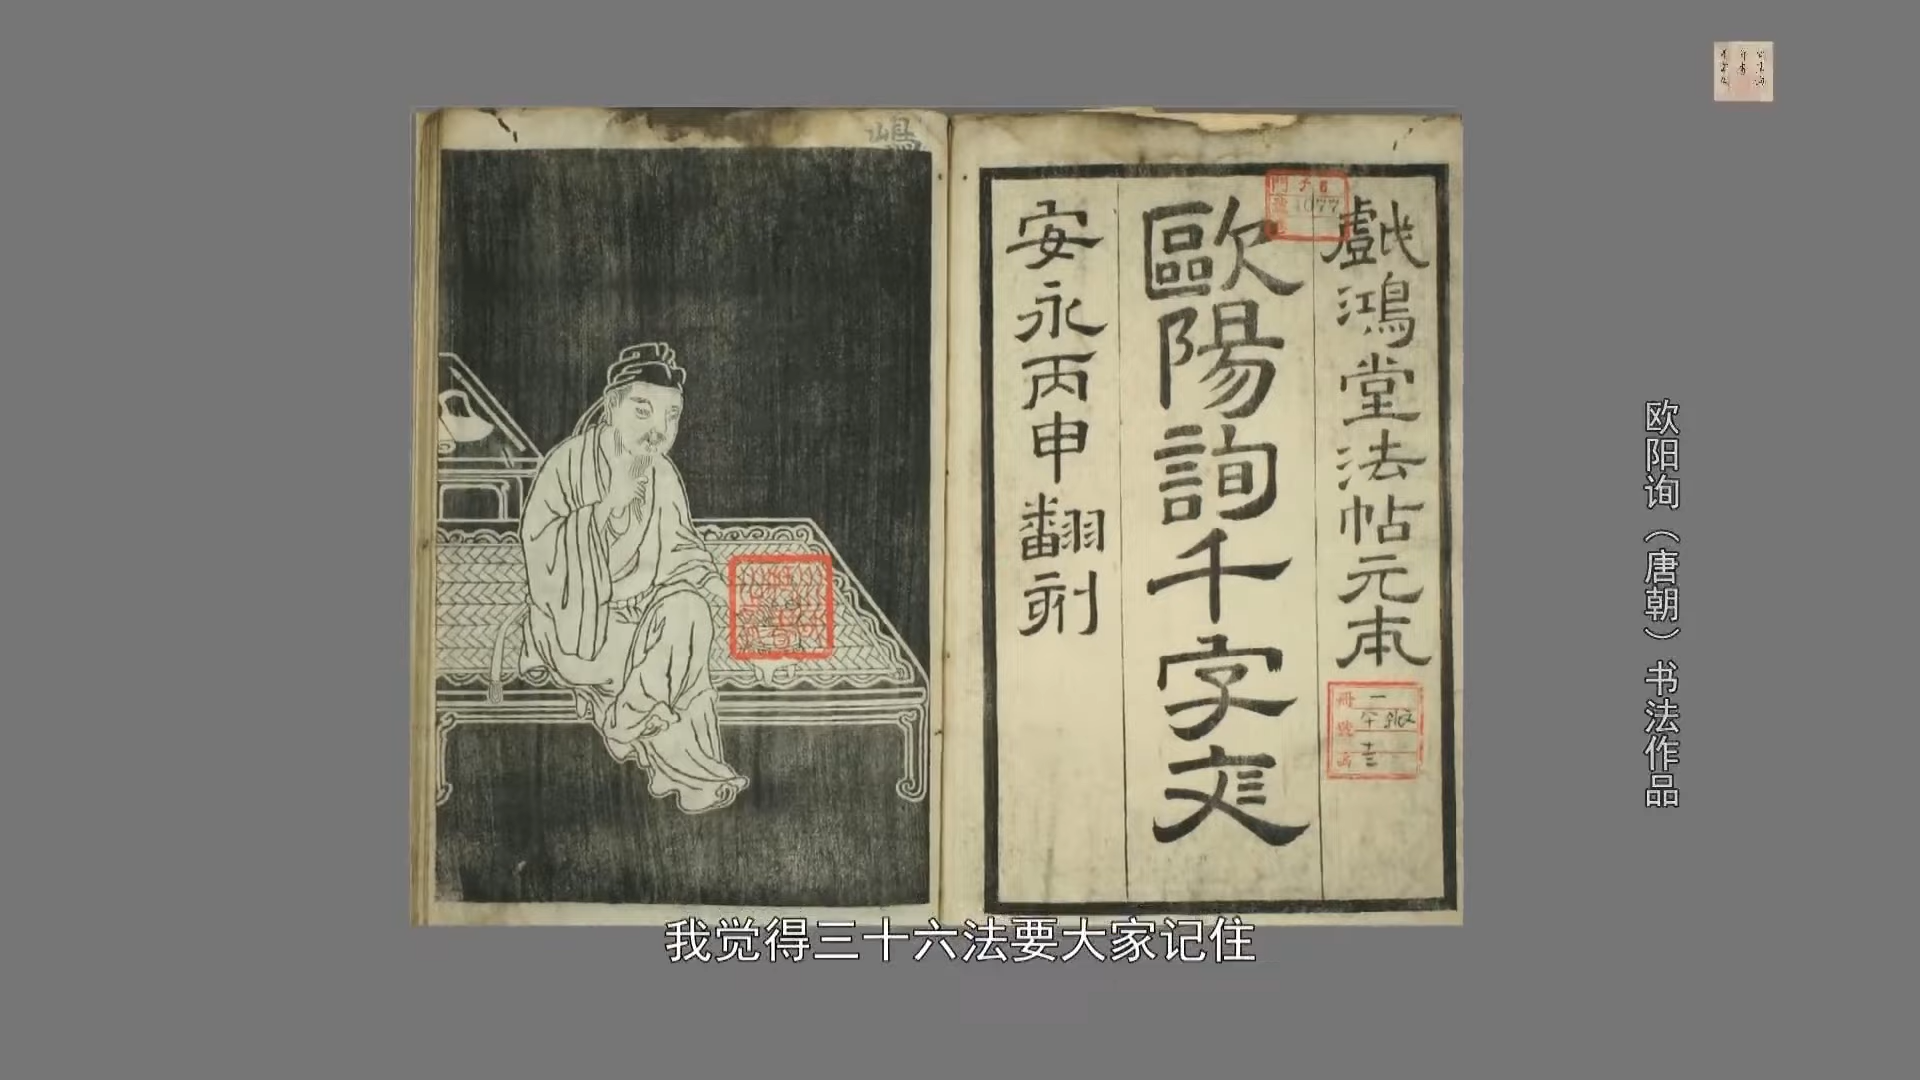 戲鴻堂法帖元本
歐陽詢千字文
安永丙申翻刻
鴻
077
欧阳询（唐朝）书法作品
我觉得三十六法要大家记住